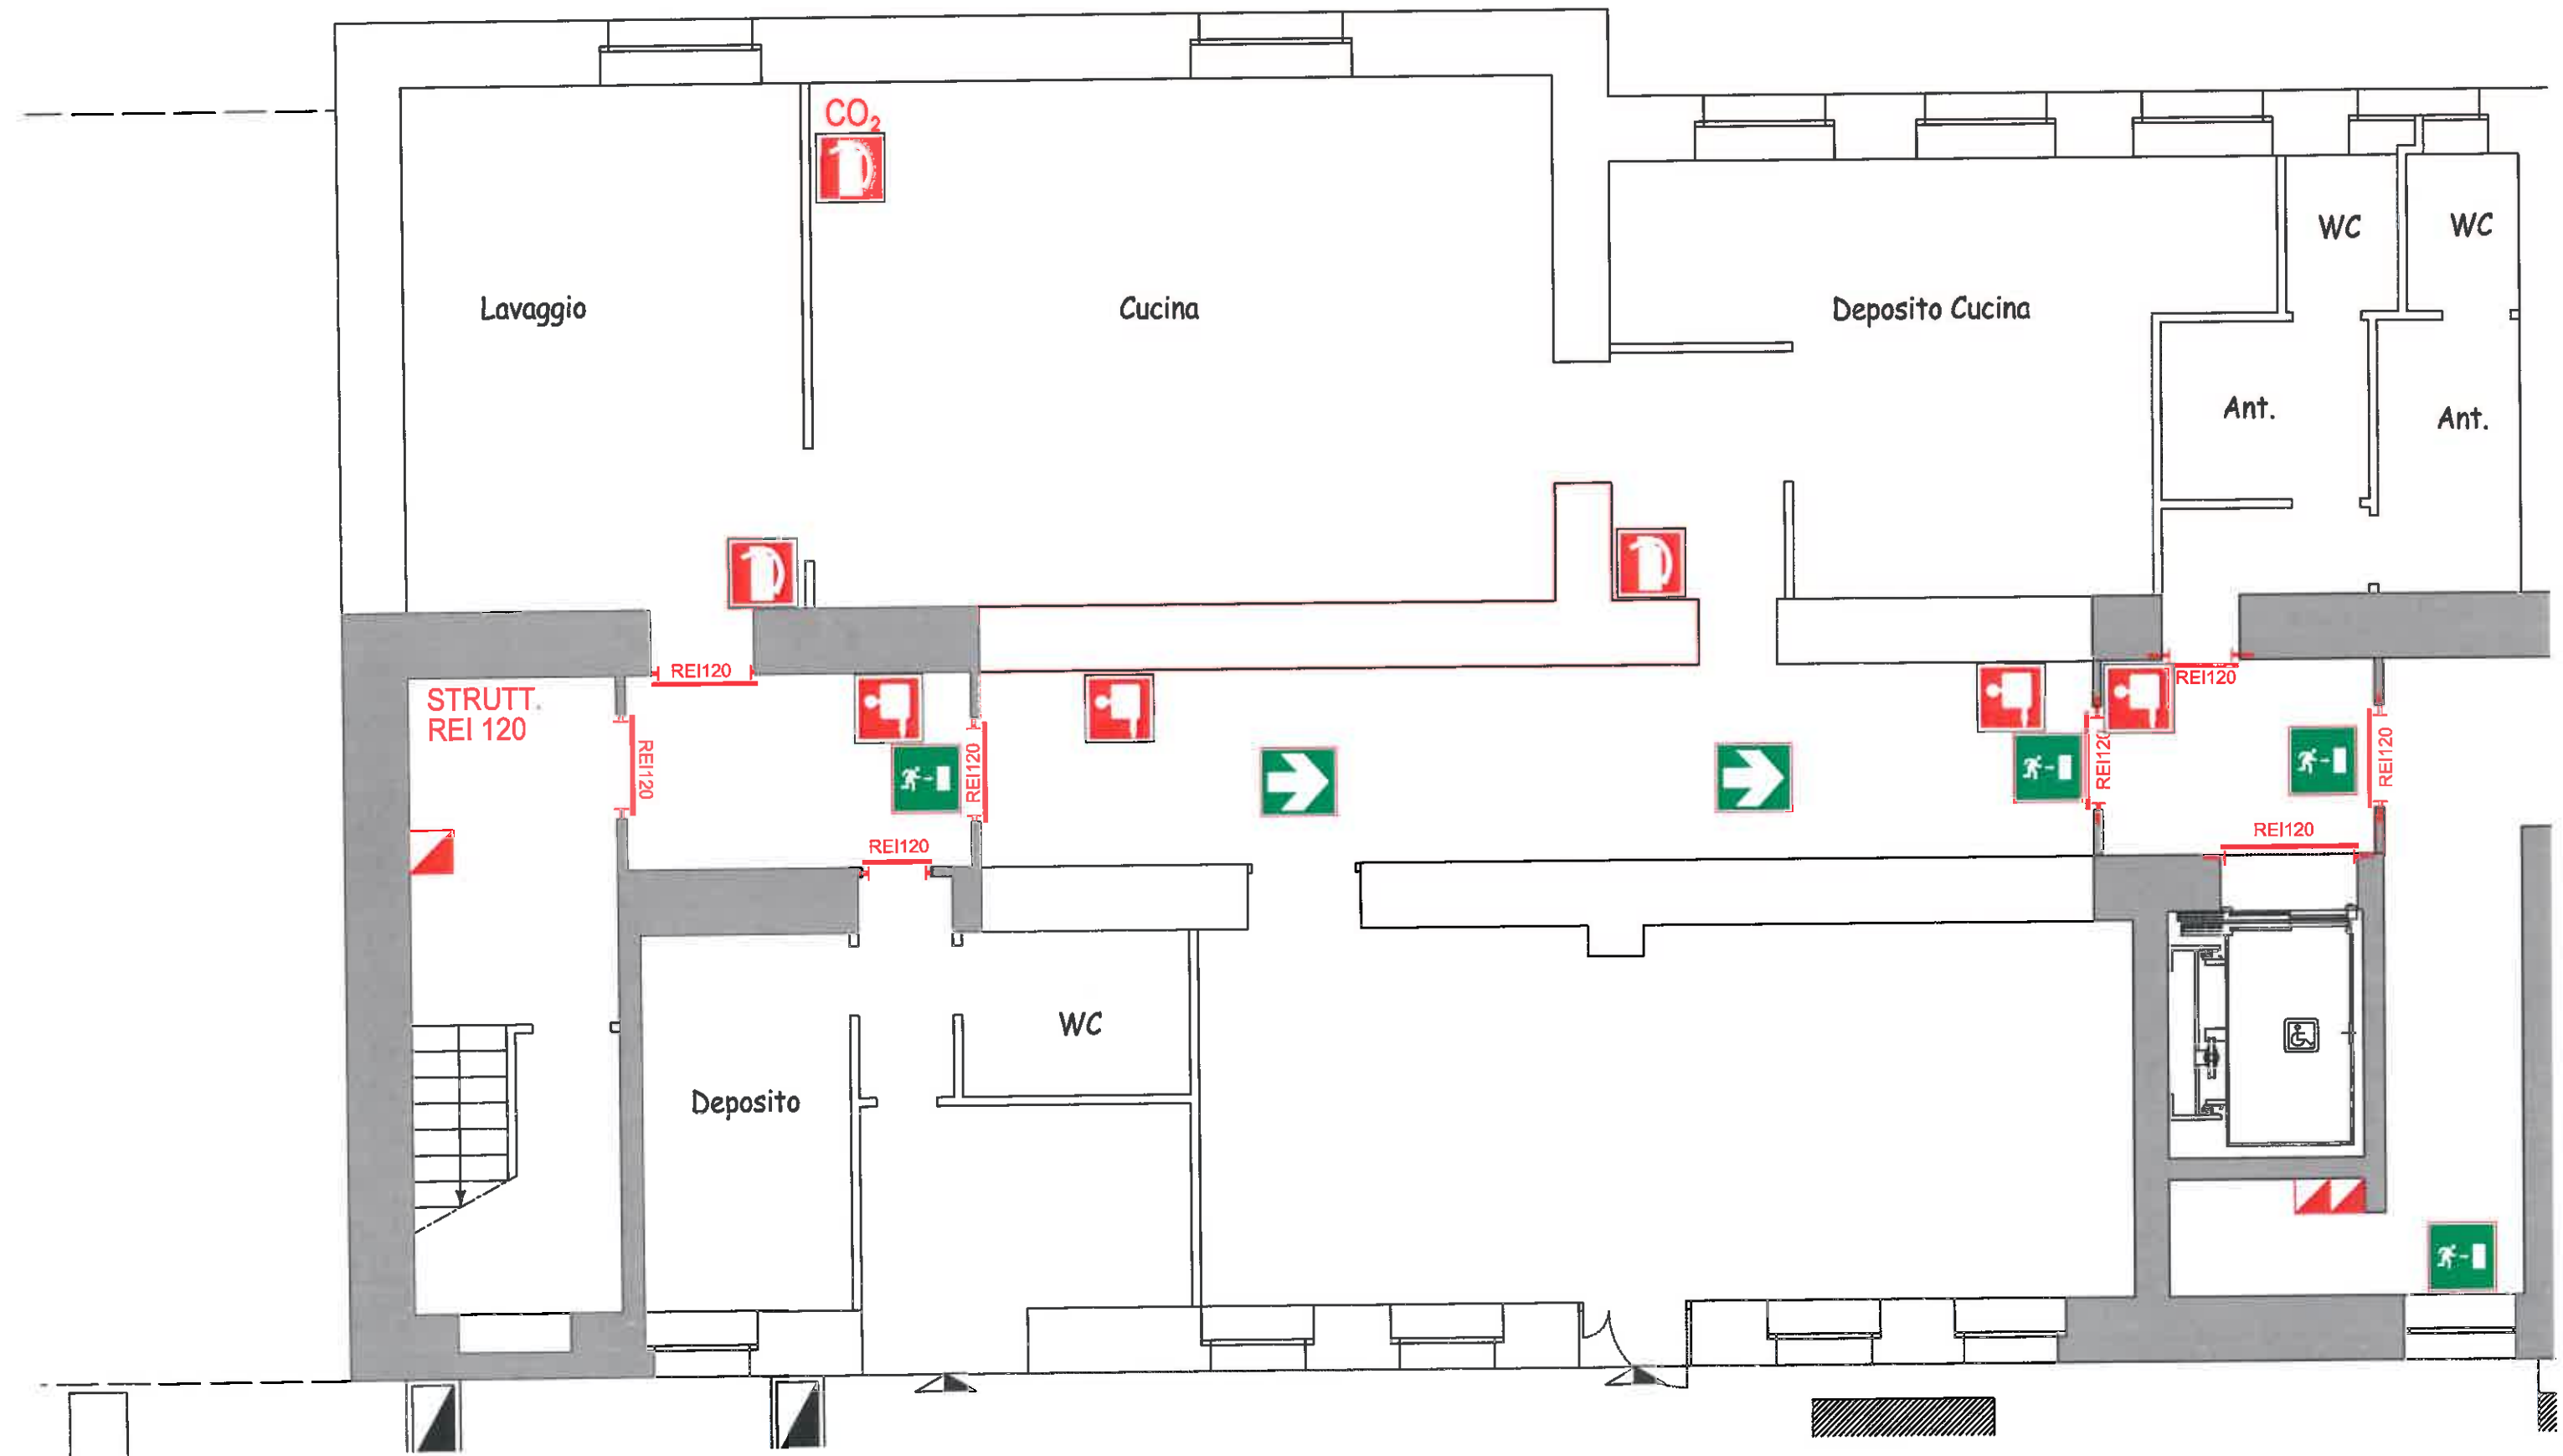 CO₂
WC
WC
Lavaggio
Cucina
Deposito Cucina
Ant.
Ant.
REI120
REI120
STRUTT.
REI 120
REI120
REI120
REI120
REI120
REI120
REI120
WC
Deposito